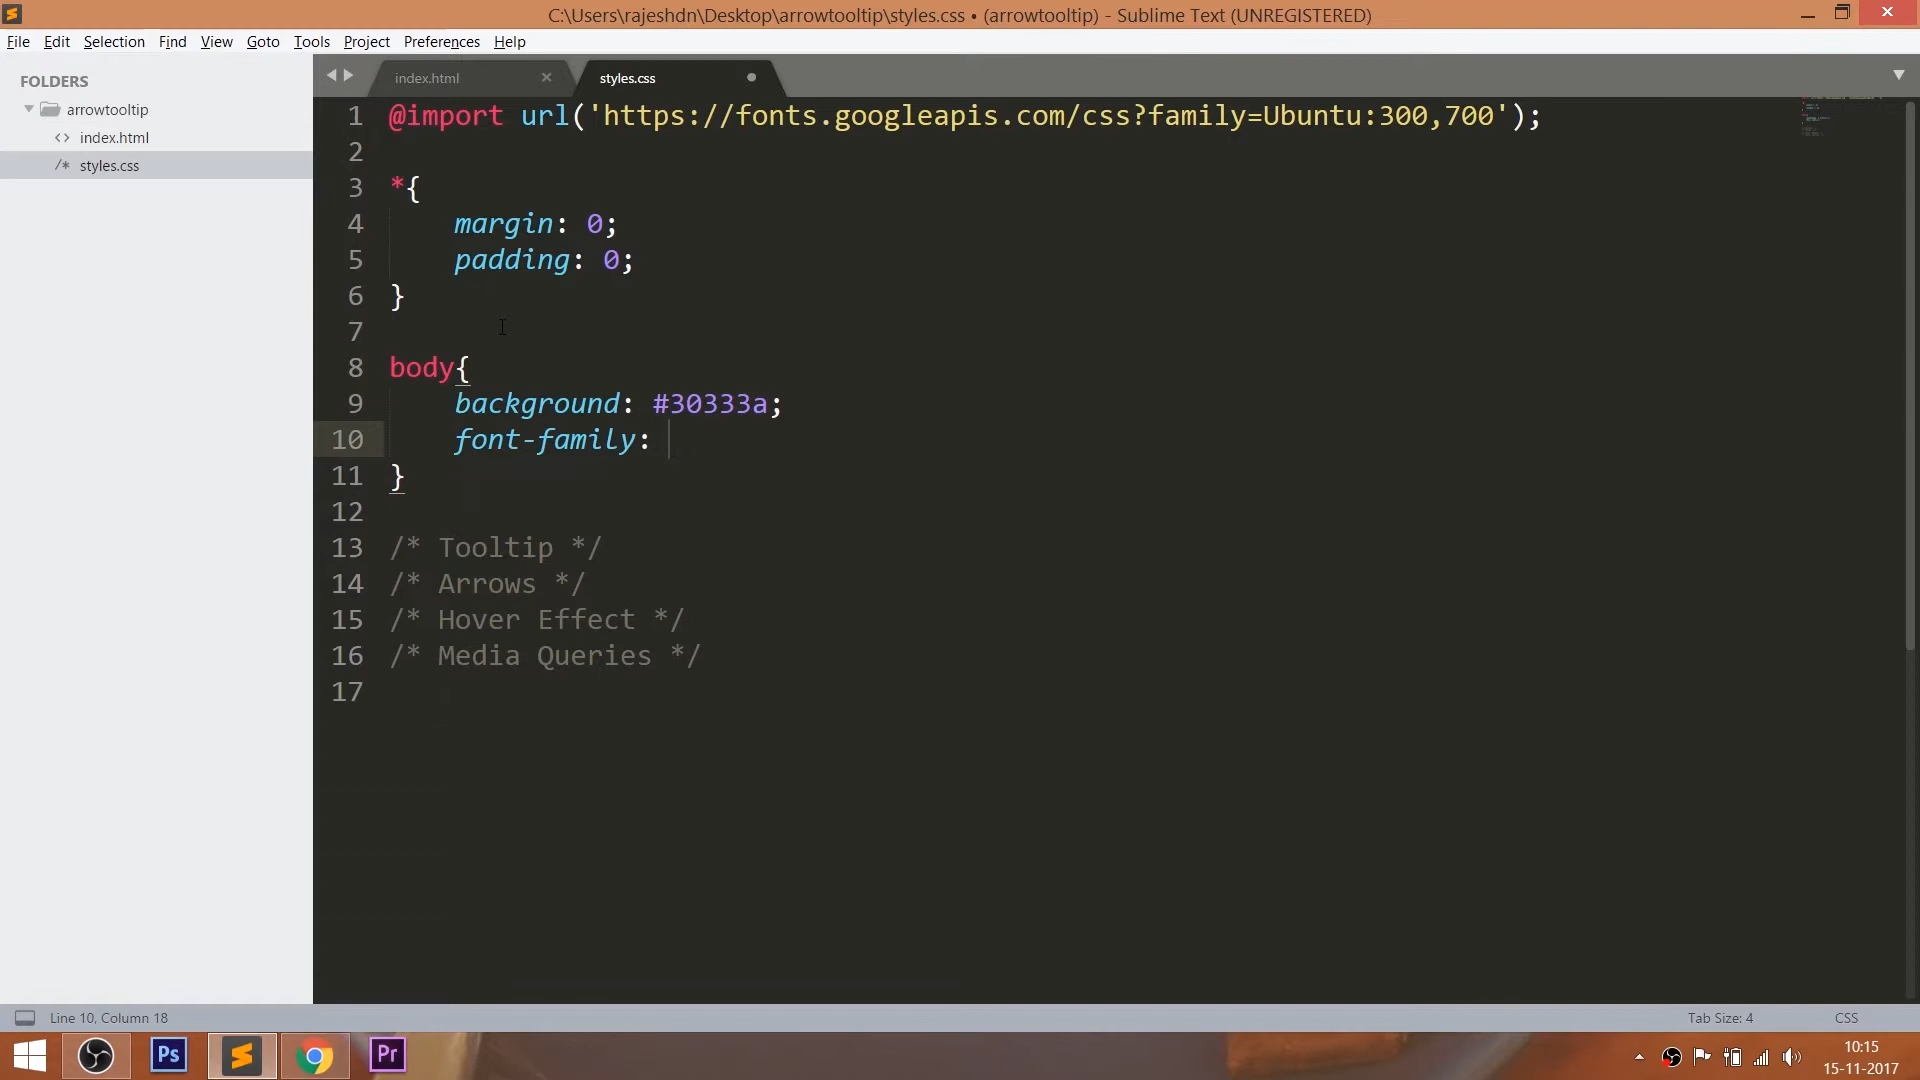 C:\Users\rajeshdn\Desktop\arrowtooltip\styles.css • (arrowtooltip) - Sublime Text (UNREGISTERED)
File Edit Selection Find View Goto Tools Project Preferences Help
FOLDERS
arrowtooltip
<> index.html
/* styles.css
index.html × styles.css
1 @import url('https://fonts.googleapis.com/css?family=Ubuntu:300,700');
2
3 *{
4 margin: 0;
5 padding: 0;
6 }
7
8 body{
9 background: #30333a;
10 font-family:
11 }
12
13 /* Tooltip */
14 /* Arrows */
15 /* Hover Effect */
16 /* Media Queries */
17
Line 10, Column 18 Tab Size: 4 CSS
Ps Pr
10:15
15-11-2017